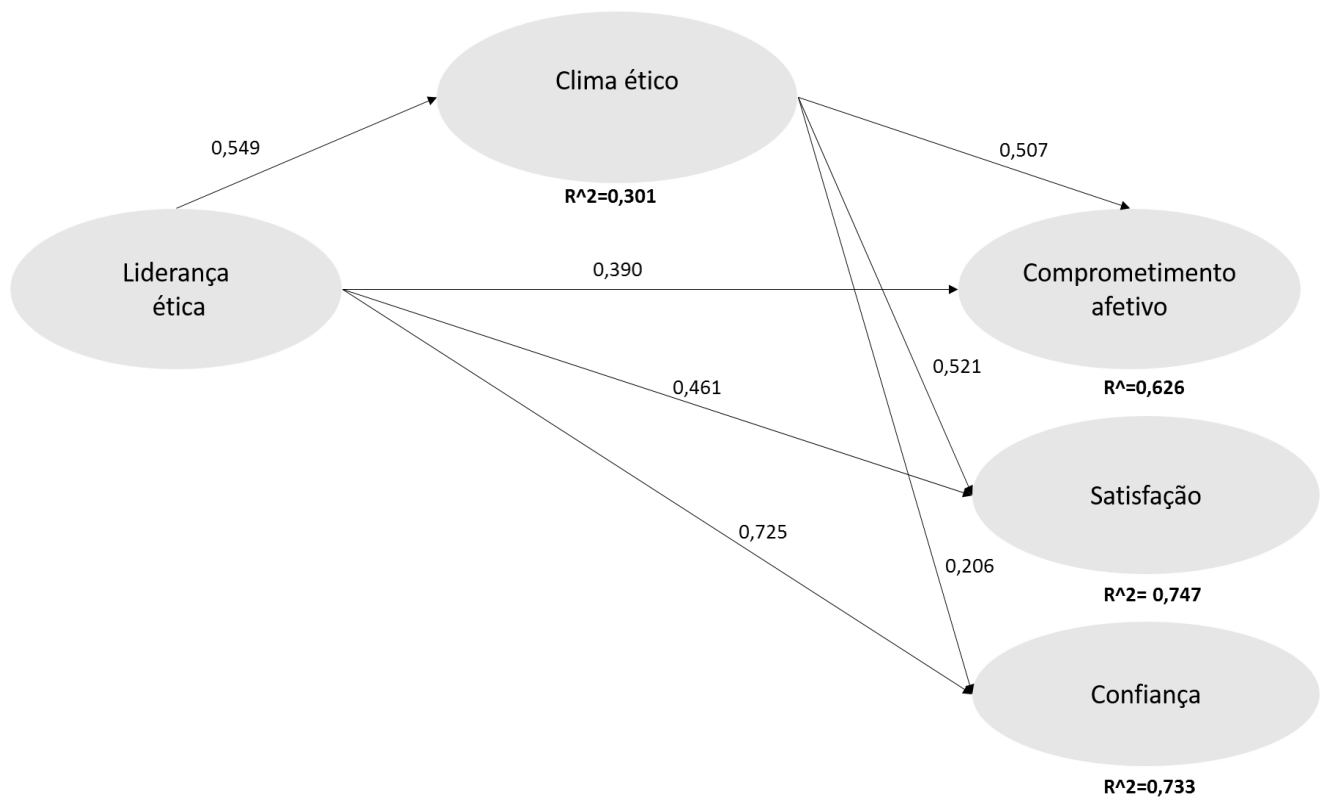 Clima ético
0,549
0,507
R^2=0,301
Liderança
ética
0,390
Comprometimento
afetivo
0,521
0,461
R^=0,626
Satisfação
0,725
0,206
R^2= 0,747
Confiança
R^2=0,733